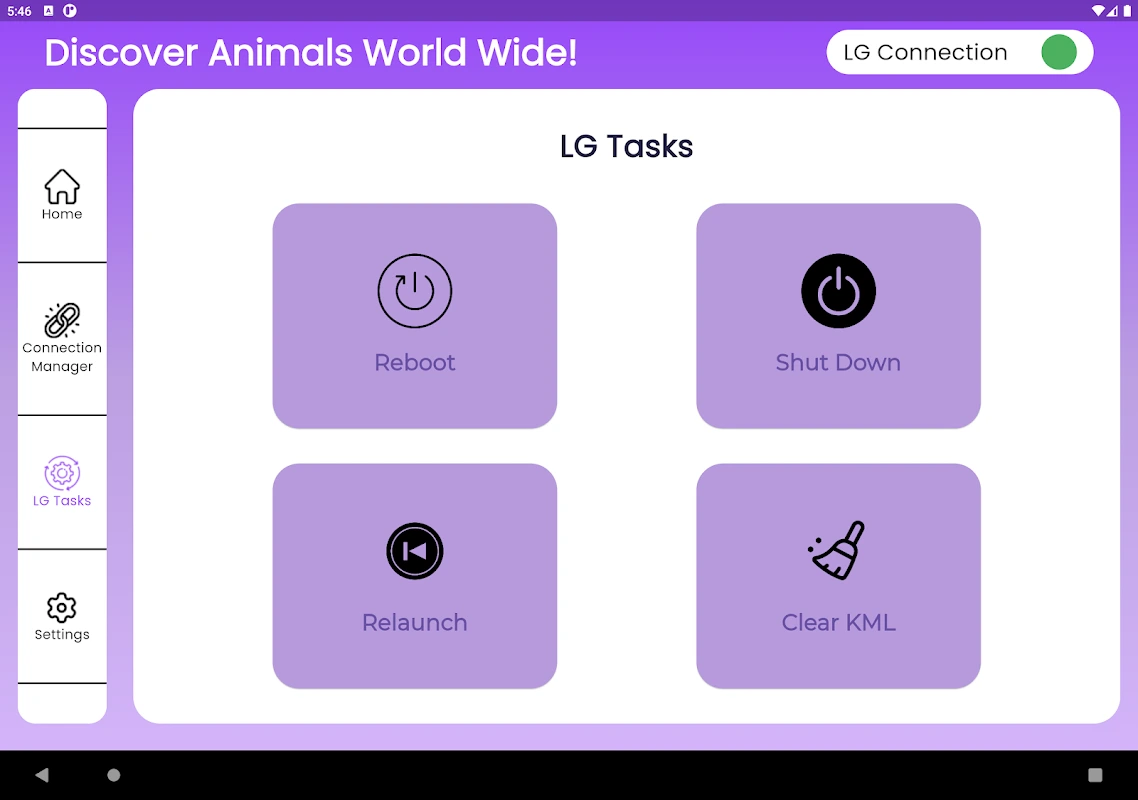 5:46
Discover Animals World Wide!
LG Connection
Home
Connection
Manager
LG Tasks
Settings
LG Tasks
Reboot
Shut Down
Relaunch
Clear KML